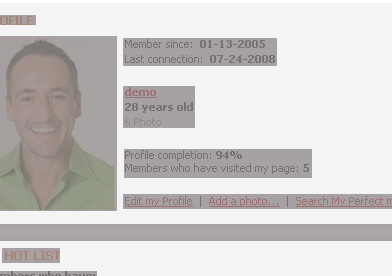 OFILE
Member since: 01-13-2005
Last connection: 07-24-2008
demo
28 years old
6 Photo
Profile completion: 94%
Members who have visited my page: 5
Edit my Profile | Add a photo... | Search My Perfect m
HOT LIST
mbers who have: